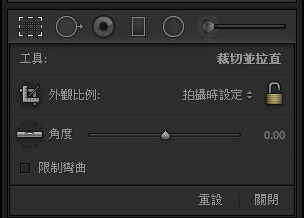 工具: 裁切並拉直
外觀比例: 拍攝時設定
角度 0.00
限制彎曲
重設 關閉